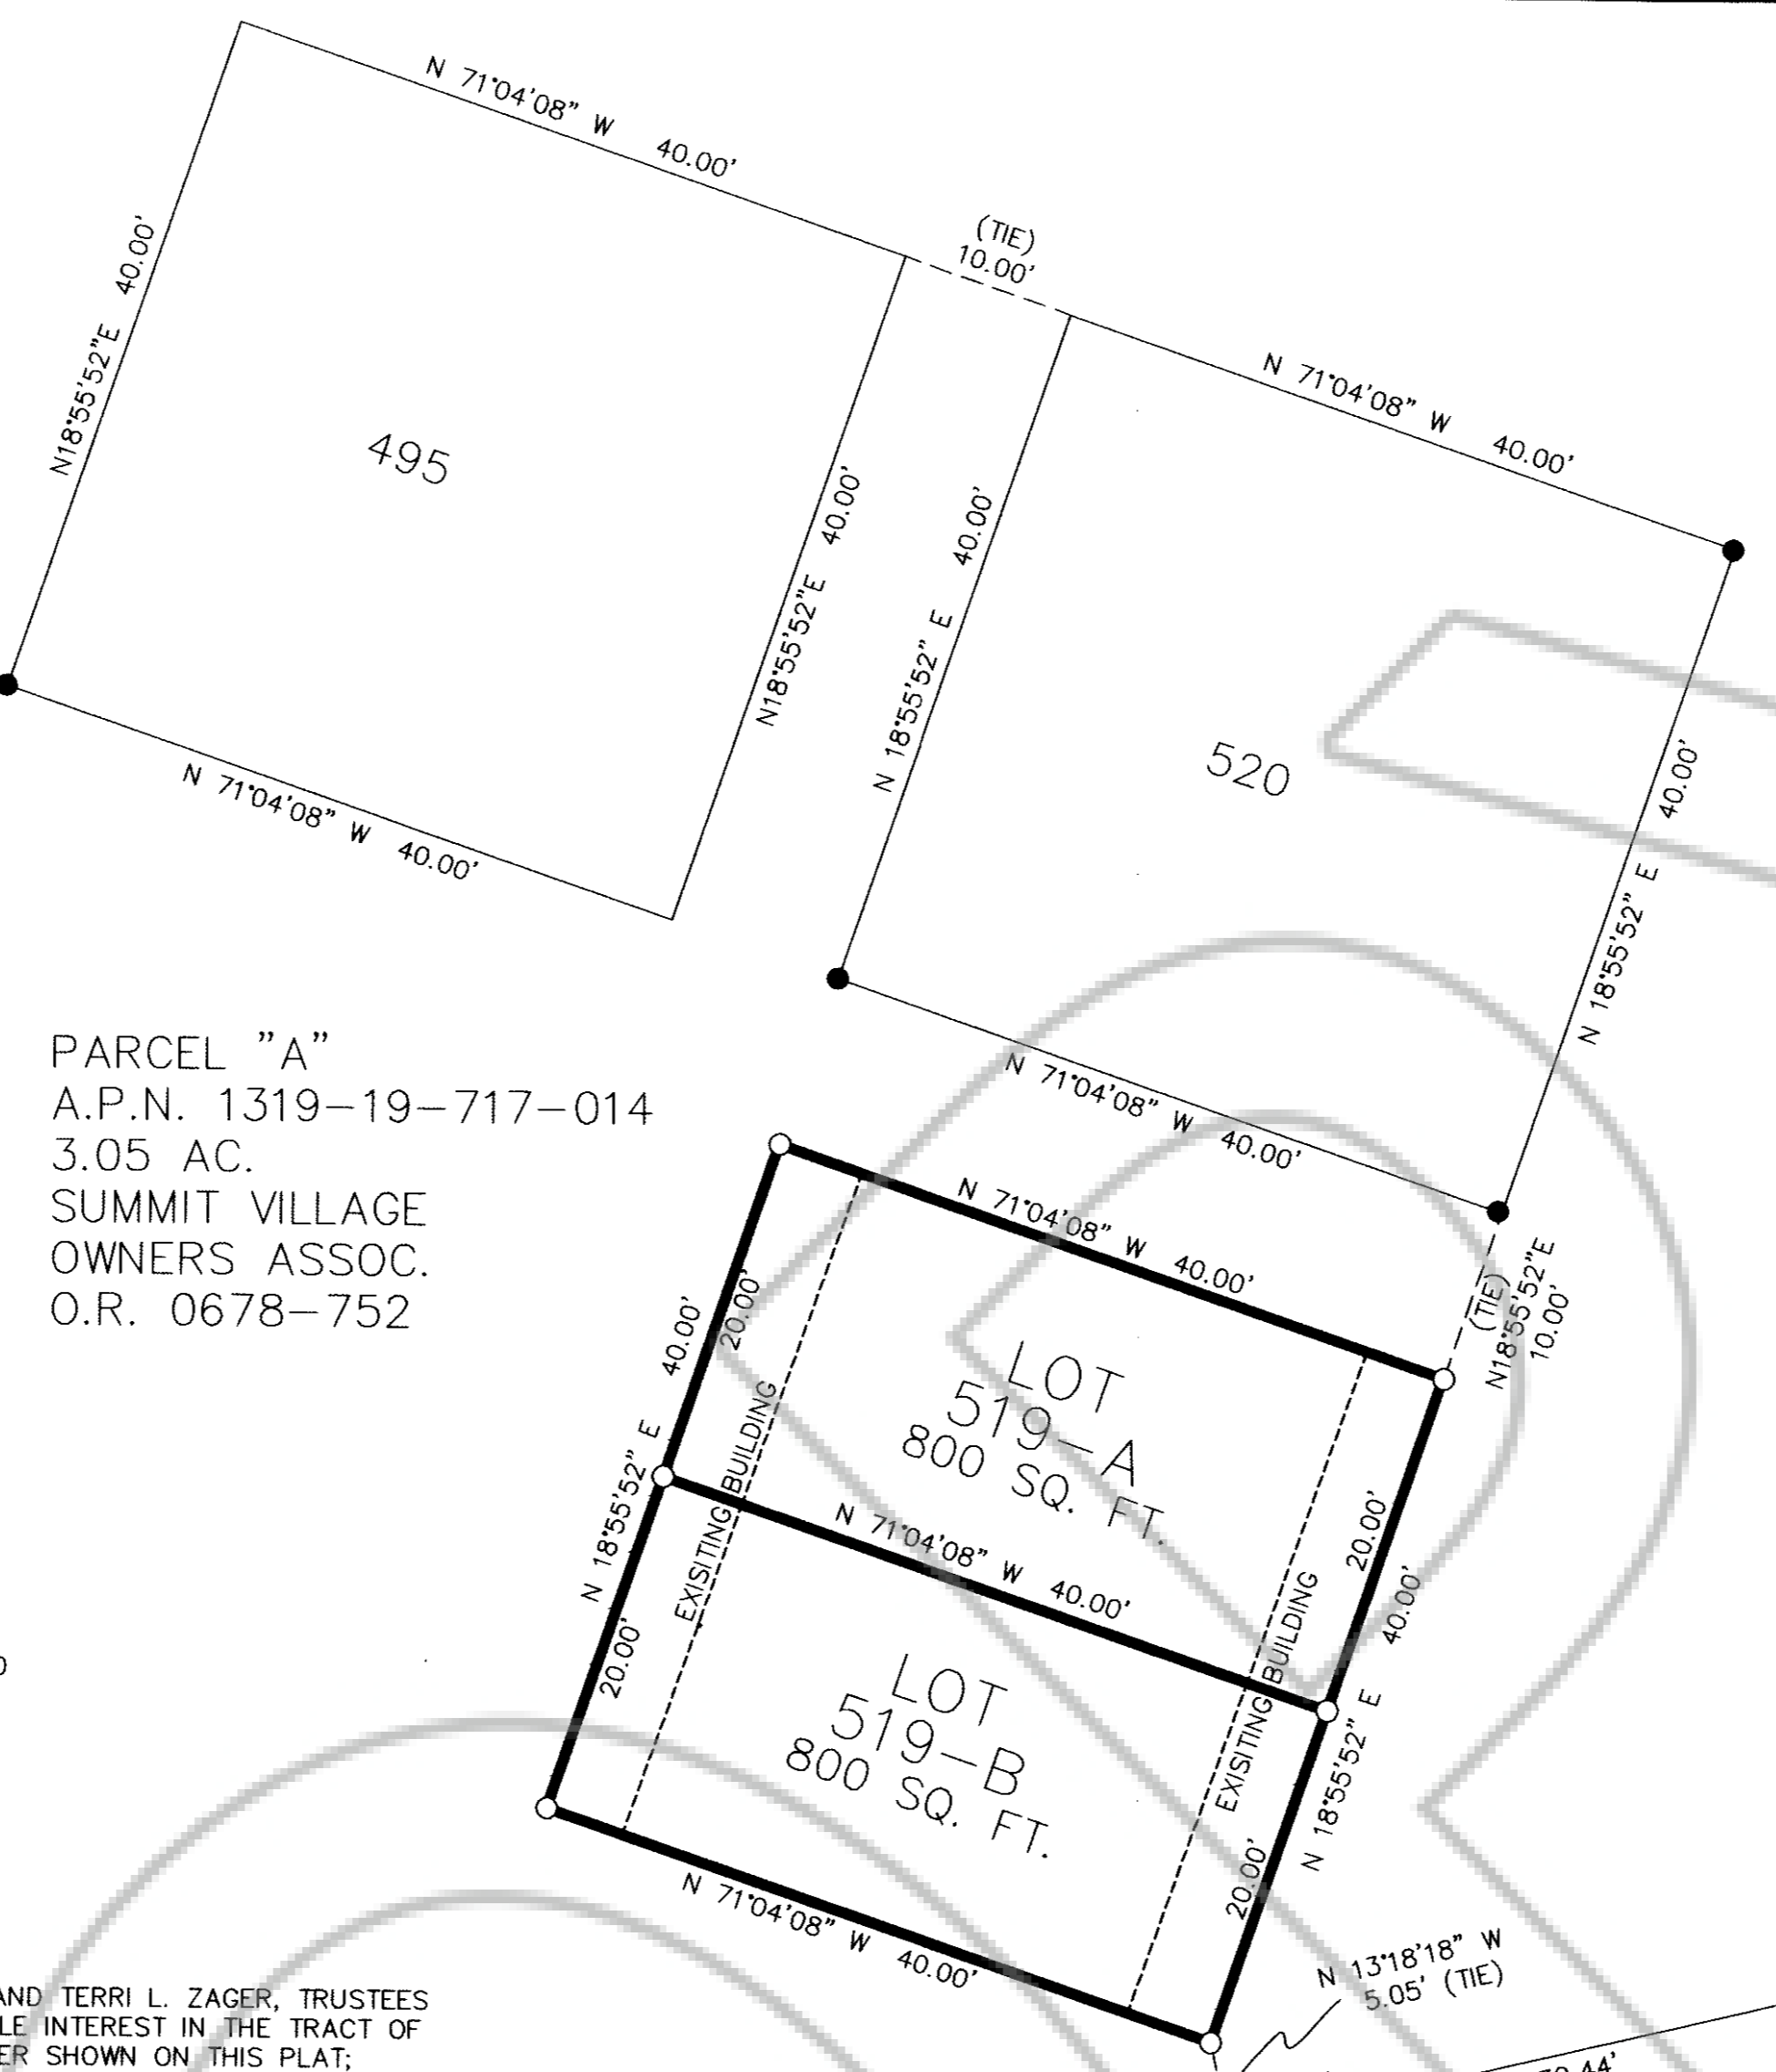 N 71°04'08" W 40.00'
(TIE)
10.00'
N18°55'52"E 40.00'
495
N18°55'52"E 40.00'
N 71°04'08" W 40.00'
N 71°04'08" W 40.00'
N 18°55'52" E 40.00'
520
N 18°55'52" E 40.00'
N 71°04'08" W 40.00'
PARCEL "A"
A.P.N. 1319-19-717-014
3.05 AC.
SUMMIT VILLAGE
OWNERS ASSOC.
O.R. 0678-752
(TIE)
N18°55'52"E
10.00'
N 71°04'08" W 40.00'
N 18°55'52" E 40.00'
20.00'
EXISITING BUILDING
LOT
519-A
800 SQ. FT.
20.00'
N 71°04'08" W 40.00'
N 18°55'52" E 40.00'
20.00'
EXISITING BUILDING
LOT
519-B
800 SQ. FT.
20.00'
N 71°04'08" W 40.00'
N 13°18'18" W
5.05' (TIE)
AND TERRI L. ZAGER, TRUSTEES
LE INTEREST IN THE TRACT OF
ER SHOWN ON THIS PLAT;